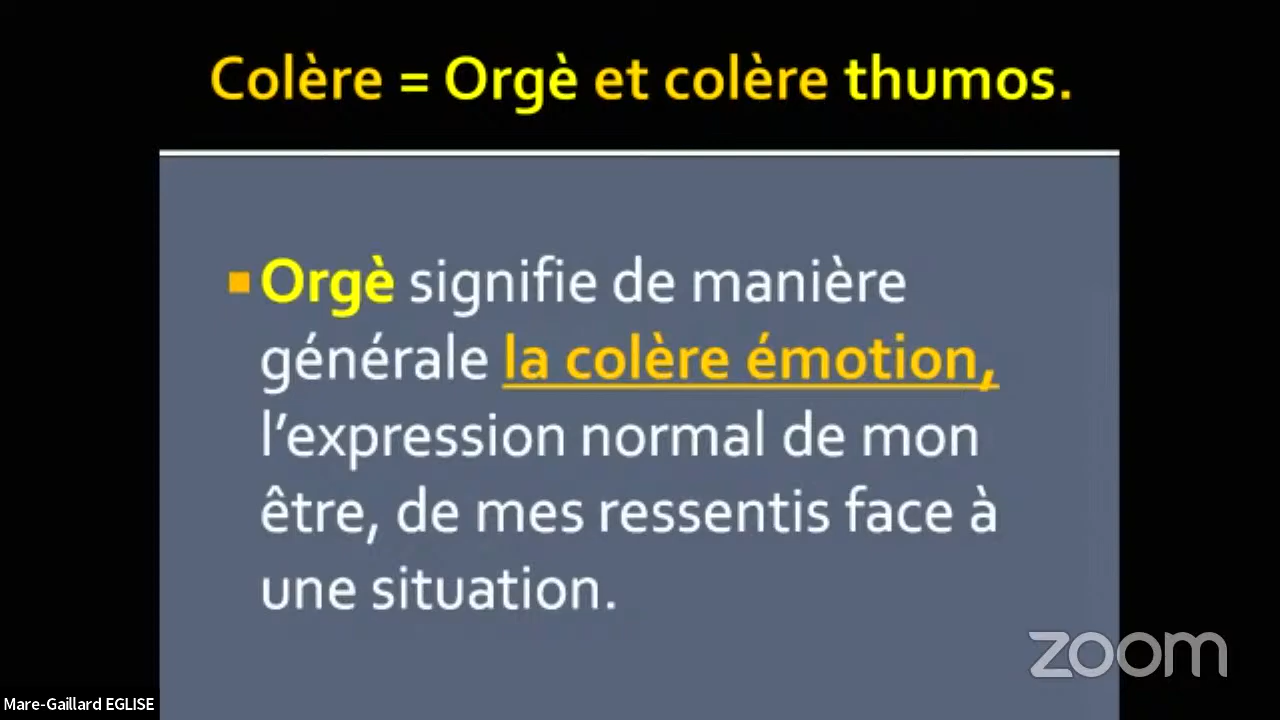 Colère = Orgè et colère thumos.
Orgè signifie de manière
générale la colère émotion,
l’expression normal de mon
être, de mes ressentis face à
une situation.
zoom
Mare-Gaillard EGLISE